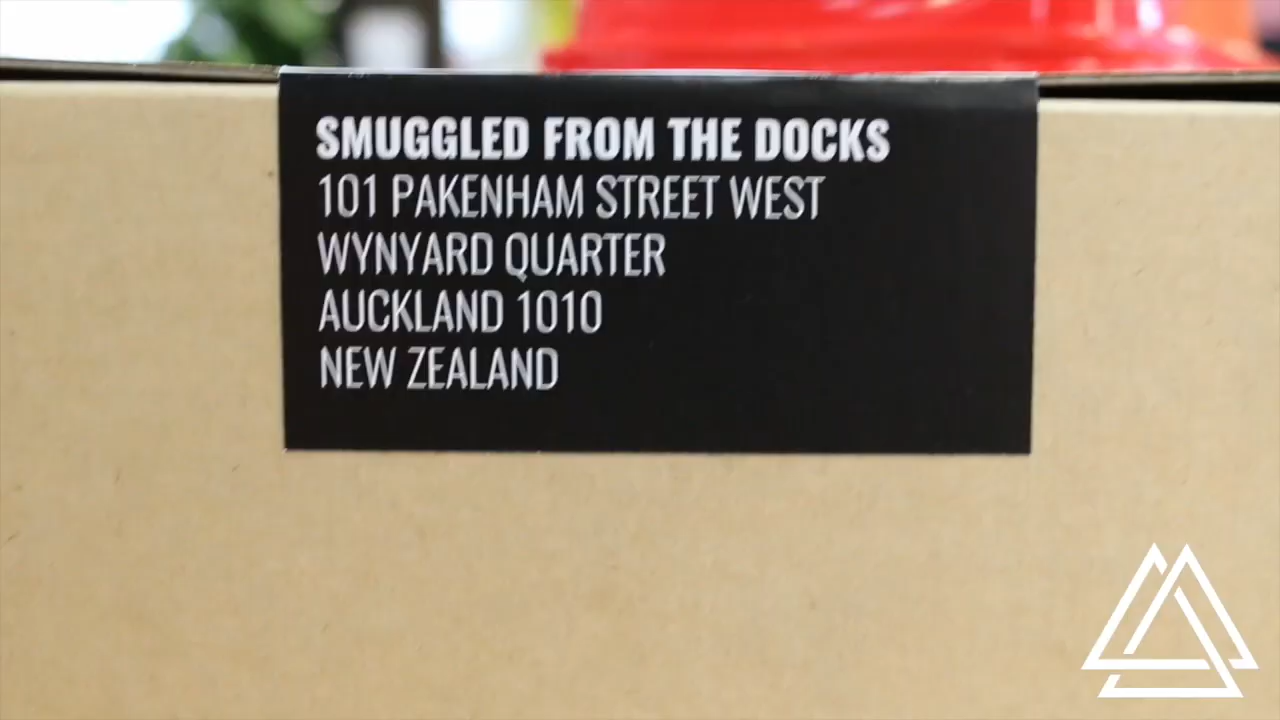 SMUGGLED FROM THE DOCKS
101 PAKENHAM STREET WEST
WYNYARD QUARTER
AUCKLAND 1010
NEW ZEALAND